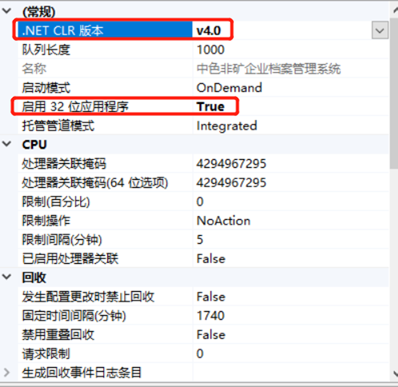 (常规)
.NET CLR 版本 v4.0
队列长度 1000
名称 中色非矿企业档案管理系统
启动模式 OnDemand
启用 32 位应用程序 True
托管管道模式 Integrated
CPU
处理器关联掩码 4294967295
处理器关联掩码(64 位选项) 4294967295
限制(百分比) 0
限制操作 NoAction
限制间隔(分钟) 5
已启用处理器关联 False
回收
发生配置更改时禁止回收 False
固定时间间隔(分钟) 1740
禁用重叠回收 False
请求限制 0
生成回收事件日志条目